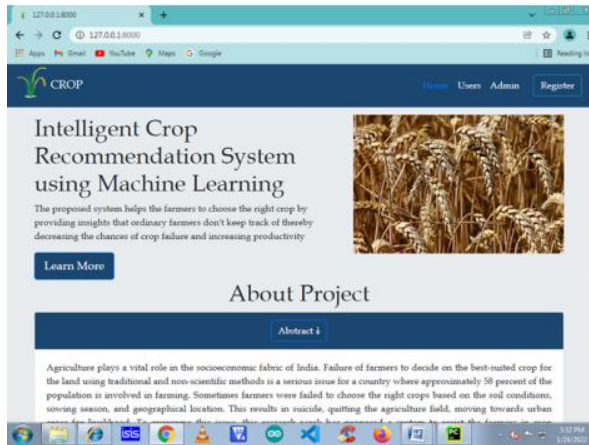 127.0.0.1:8000
127.0.0.1:8000
Apps Gmail YouTube Maps Google Reading
CROP Home Users Admin Register
Intelligent Crop
Recommendation System
using Machine Learning
The proposed system helps the farmers to choose the right crop by
providing insights that ordinary farmers don't keep track of thereby
decreasing the chances of crop failure and increasing productivity
Learn More
About Project
Abstract
Agriculture plays a vital role in the socioeconomic fabric of India. Failure of farmers to decide on the best-suited crop for
the land using traditional and non-scientific methods is a serious issue for a country where approximately 58 percent of the
population is involved in farming. Sometimes farmers were failed to choose the right crops based on the soil conditions,
sowing season, and geographical location. This results in suicide, quitting the agriculture field, moving towards urban
isis
3:32 PM
1/24/2022